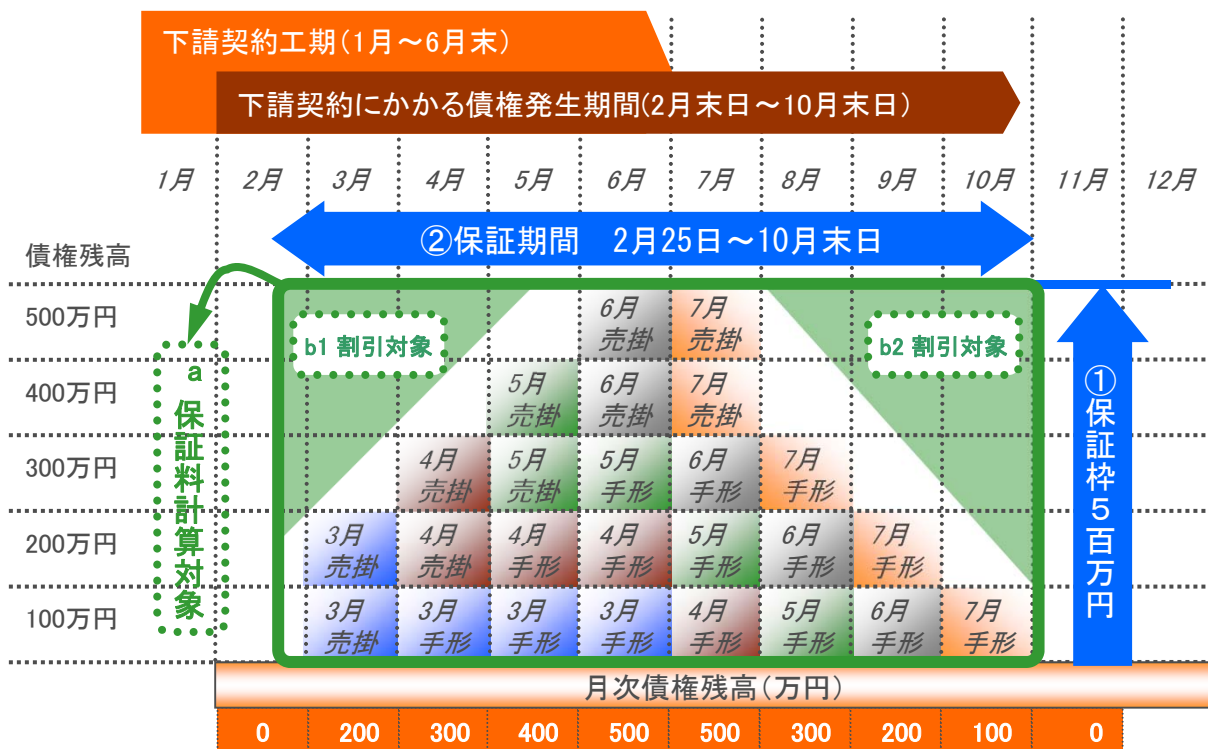 下請契約工期(1月～6月末)
下請契約にかかる債権発生期間(2月末日～10月末日)
1月 2月 3月 4月 5月 6月 7月 8月 9月 10月 11月 12月
②保証期間 2月25日～10月末日
債権残高
500万円
400万円
300万円
200万円
100万円
a 保証料計算対象
b1 割引対象
b2 割引対象
6月 7月
売掛 売掛
5月 6月 7月
売掛 売掛 売掛
4月 5月 5月 6月 7月
売掛 売掛 手形 手形 手形
3月 4月 4月 4月 5月 6月 7月
売掛 売掛 手形 手形 手形 手形 手形
3月 3月 3月 3月 4月 5月 6月 7月
売掛 手形 手形 手形 手形 手形 手形 手形
①保証枠５百万円
月次債権残高(万円)
0 200 300 400 500 500 300 200 100 0